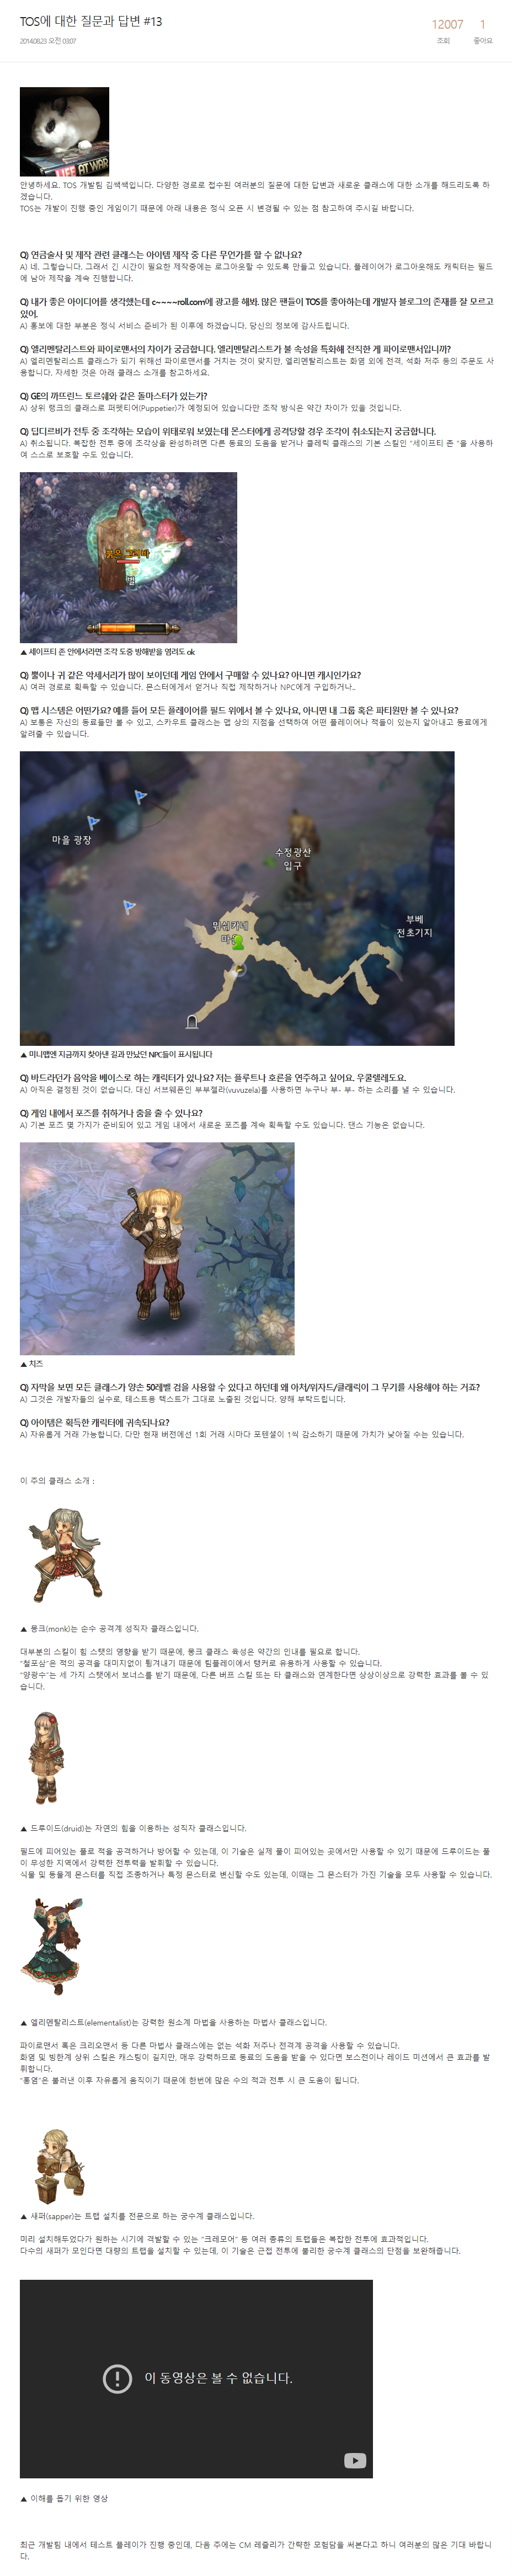 TOS에 대한 질문과 답변 #13
12007
1
2014.08.23 오전 03:07
조회
좋아요
LIFE AT WAR
안녕하세요. TOS 개발팀 김쌕쌕입니다. 다양한 경로로 접수된 여러분의 질문에 대한 답변과 새로운 클래스에 대한 소개를 해드리도록 하
겠습니다.
TOS는 개발이 진행 중인 게임이기 때문에 아래 내용은 정식 오픈 시 변경될 수 있는 점 참고하여 주시길 바랍니다.
Q) 연금술사 및 제작 관련 클래스는 아이템 제작 중 다른 무언가를 할 수 없나요?
A) 네. 그렇습니다. 그래서 긴 시간이 필요한 제작중에는 로그아웃할 수 있도록 만들고 있습니다. 플레이어가 로그아웃해도 캐릭터는 필드
에 남아 제작을 계속 진행합니다.
Q) 내가 좋은 아이디어를 생각했는데 c~~~~roll.com에 광고를 해봐. 많은 팬들이 TOS를 좋아하는데 개발자 블로그의 존재를 잘 모르고
있어.
A) 홍보에 대한 부분은 정식 서비스 준비가 된 이후에 하겠습니다. 당신의 정보에 감사드립니다.
Q) 엘리멘탈리스트와 파이로맨서의 차이가 궁금합니다. 엘리멘탈리스트가 불 속성을 특화해 전직한 게 파이로맨서입니까?
A) 엘리멘탈리스트 클래스가 되기 위해선 파이로맨서를 거치는 것이 맞지만, 엘리멘탈리스트는 화염 외에 전격, 석화 저주 등의 주문도 사
용합니다. 자세한 것은 아래 클래스 소개를 참고하세요.
Q) GE의 까뜨린느 토르쉐와 같은 돌마스터가 있는가?
A) 상위 랭크의 클래스로 퍼펫티어(Puppetier)가 예정되어 있습니다만 조작 방식은 약간 차이가 있을 것입니다.
Q) 딥디르비가 전투 중 조각하는 모습이 위태로워 보였는데 몬스터에게 공격당할 경우 조각이 취소되는지 궁금합니다.
A) 취소됩니다. 복잡한 전투 중에 조각상을 완성하려면 다른 동료의 도움을 받거나 클레릭 클래스의 기본 스킬인 "세이프티 존 "을 사용하
여 스스로 보호할 수도 있습니다.
붉은 그리바
벌
▲ 세이프티 존 안에서라면 조각 도중 방해받을 염려도 ok
Q) 뿔이나 귀 같은 악세서리가 많이 보이던데 게임 안에서 구매할 수 있나요? 아니면 캐시인가요?
A) 여러 경로로 획득할 수 있습니다. 몬스터에게서 얻거나 직접 제작하거나 NPC에게 구입하거나..
Q) 맵 시스템은 어떤가요? 예를 들어 모든 플레이어를 필드 위에서 볼 수 있나요, 아니면 내 그룹 혹은 파티원만 볼 수 있나요?
A) 보통은 자신의 동료들만 볼 수 있고, 스카우트 클래스는 맵 상의 지점을 선택하여 어떤 플레이어나 적들이 있는지 알아내고 동료에게
알려줄 수 있습니다.
마을 광장
수정광산
입구
부베
전초기지
▲ 미니맵엔 지금까지 찾아낸 길과 만났던 NPC들이 표시됩니다
Q) 바드라던가 음악을 베이스로 하는 캐릭터가 있나요? 저는 플루트나 호른을 연주하고 싶어요. 우쿨렐레도요.
A) 아직은 결정된 것이 없습니다. 대신 서브웨폰인 부부젤라(vuvuzela)를 사용하면 누구나 부- 부- 하는 소리를 낼 수 있습니다.
Q) 게임 내에서 포즈를 취하거나 춤을 출 수 있나요?
A) 기본 포즈 몇 가지가 준비되어 있고 게임 내에서 새로운 포즈를 계속 획득할 수도 있습니다. 댄스 기능은 없습니다.
▲ 치즈
Q) 자막을 보면 모든 클래스가 양손 50레벨 검을 사용할 수 있다고 하던데 왜 아처/위자드/클레릭이 그 무기를 사용해야 하는 거죠?
A) 그것은 개발자들의 실수로, 테스트용 텍스트가 그대로 노출된 것입니다. 양해 부탁드립니다.
Q) 아이템은 획득한 캐릭터에 귀속되나요?
A) 자유롭게 거래 가능합니다. 다만 현재 버전에선 1회 거래 시마다 포텐셜이 1씩 감소하기 때문에 가치가 낮아질 수는 있습니다.
이 주의 클래스 소개 :
▲ 몽크(monk)는 순수 공격계 성직자 클래스입니다.
대부분의 스킬이 힘 스탯의 영향을 받기 때문에, 몽크 클래스 육성은 약간의 인내를 필요로 합니다.
"철포삼"은 적의 공격을 대미지없이 튕겨내기 때문에 팀플레이에서 탱커로 유용하게 사용할 수 있습니다.
"양광수"는 세 가지 스탯에서 보너스를 받기 때문에, 다른 버프 스킬 또는 타 클래스와 연계한다면 상상이상으로 강력한 효과를 볼 수 있
습니다.
▲ 드루이드(druid)는 자연의 힘을 이용하는 성직자 클래스입니다.
필드에 피어있는 풀로 적을 공격하거나 방어할 수 있는데, 이 기술은 실제 풀이 피어있는 곳에서만 사용할 수 있기 때문에 드루이드는 풀
이 무성한 지역에서 강력한 전투력을 발휘할 수 있습니다.
식물 및 동물계 몬스터를 직접 조종하거나 특정 몬스터로 변신할 수도 있는데, 이때는 그 몬스터가 가진 기술을 모두 사용할 수 있습니다.
▲ 엘리멘탈리스트(elementalist)는 강력한 원소계 마법을 사용하는 마법사 클래스입니다.
파이로맨서 혹은 크리오맨서 등 다른 마법사 클래스에는 없는 석화 저주나 전격계 공격을 사용할 수 있습니다.
화염 및 빙한계 상위 스킬은 캐스팅이 길지만, 매우 강력하므로 동료의 도움을 받을 수 있다면 보스전이나 레이드 미션에서 큰 효과를 발
휘합니다.
"홍염"은 불러낸 이후 자유롭게 움직이기 때문에 한번에 많은 수의 적과 전투 시 큰 도움이 됩니다.
▲ 새퍼(sapper)는 트랩 설치를 전문으로 하는 궁수계 클래스입니다.
미리 설치해두었다가 원하는 시기에 격발할 수 있는 "크레모어" 등 여러 종류의 트랩들은 복잡한 전투에 효과적입니다.
다수의 새퍼가 모인다면 대량의 트랩을 설치할 수 있는데, 이 기술은 근접 전투에 불리한 궁수계 클래스의 단점을 보완해줍니다.
이 동영상은 볼 수 없습니다.
▲ 이해를 돕기 위한 영상
최근 개발팀 내에서 테스트 플레이가 진행 중인데, 다음 주에는 CM 레쥴리가 간략한 모험담을 써본다고 하니 여러분의 많은 기대 바랍니
다.